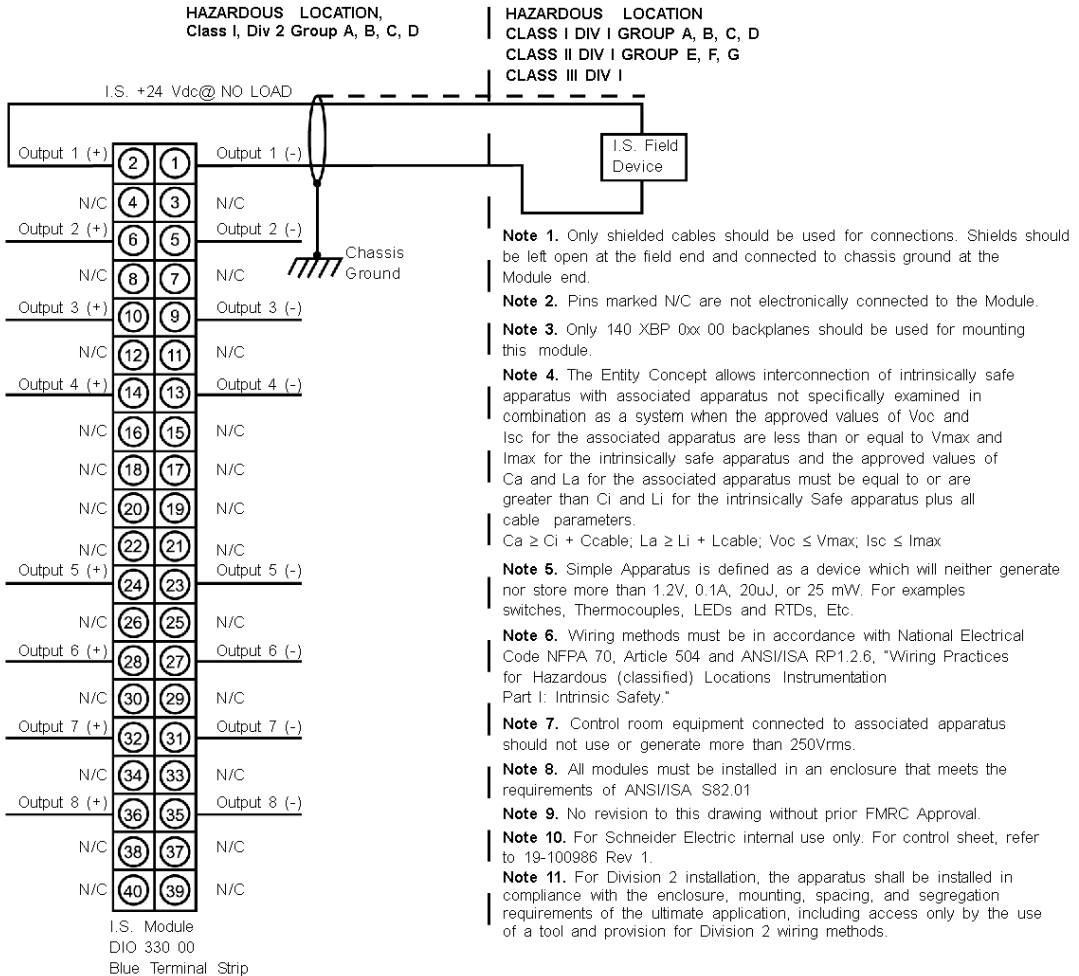 HAZARDOUS LOCATION,
Class I, Div 2 Group A, B, C, D
HAZARDOUS LOCATION
CLASS I DIV I GROUP A, B, C, D
CLASS II DIV I GROUP E, F, G
CLASS III DIV I
I.S. +24 Vdc@ NO LOAD
I.S. Field
Device
Output 1 (+) 2 1 Output 1 (-)
N/C 4 3 N/C
Output 2 (+) 6 5 Output 2 (-)
Chassis
Ground
N/C 8 7 N/C
Output 3 (+) 10 9 Output 3 (-)
N/C 12 11 N/C
Output 4 (+) 14 13 Output 4 (-)
N/C 16 15 N/C
N/C 18 17 N/C
N/C 20 19 N/C
N/C 22 21 N/C
Output 5 (+) 24 23 Output 5 (-)
N/C 26 25 N/C
Output 6 (+) 28 27 Output 6 (-)
N/C 30 29 N/C
Output 7 (+) 32 31 Output 7 (-)
N/C 34 33 N/C
Output 8 (+) 36 35 Output 8 (-)
N/C 38 37 N/C
N/C 40 39 N/C
I.S. Module
DIO 330 00
Blue Terminal Strip
Note 1. Only shielded cables should be used for connections. Shields should
be left open at the field end and connected to chassis ground at the
Module end.
Note 2. Pins marked N/C are not electronically connected to the Module.
Note 3. Only 140 XBP 0xx 00 backplanes should be used for mounting
this module.
Note 4. The Entity Concept allows interconnection of intrinsically safe
apparatus with associated apparatus not specifically examined in
combination as a system when the approved values of Voc and
Isc for the associated apparatus are less than or equal to Vmax and
Imax for the intrinsically safe apparatus and the approved values of
Ca and La for the associated apparatus must be equal to or are
greater than Ci and Li for the intrinsically Safe apparatus plus all
cable parameters.
Ca ≥ Ci + Ccable; La ≥ Li + Lcable; Voc ≤ Vmax; Isc ≤ Imax
Note 5. Simple Apparatus is defined as a device which will neither generate
nor store more than 1.2V, 0.1A, 20uJ, or 25 mW. For examples
switches, Thermocouples, LEDs and RTDs, Etc.
Note 6. Wiring methods must be in accordance with National Electrical
Code NFPA 70, Article 504 and ANSI/ISA RP1.2.6, "Wiring Practices
for Hazardous (classified) Locations Instrumentation
Part I: Intrinsic Safety."
Note 7. Control room equipment connected to associated apparatus
should not use or generate more than 250Vrms.
Note 8. All modules must be installed in an enclosure that meets the
requirements of ANSI/ISA S82.01
Note 9. No revision to this drawing without prior FMRC Approval.
Note 10. For Schneider Electric internal use only. For control sheet, refer
to 19-100986 Rev 1.
Note 11. For Division 2 installation, the apparatus shall be installed in
compliance with the enclosure, mounting, spacing, and segregation
requirements of the ultimate application, including access only by the use
of a tool and provision for Division 2 wiring methods.